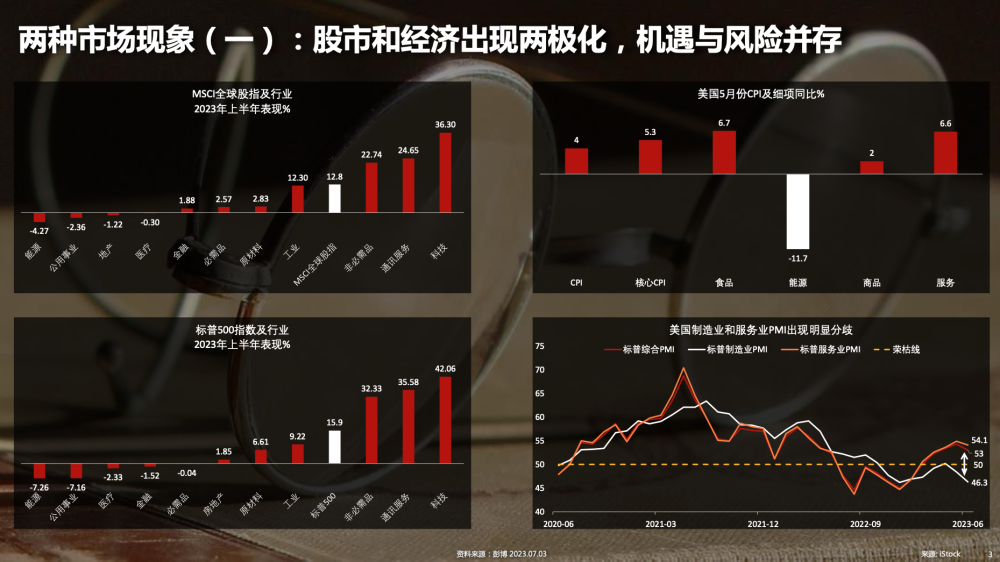 两种市场现象（一）：股市和经济出现两极化，机遇与风险并存
MSCI全球股指及行业
2023年上半年表现%
-4.27
-2.36
-1.22
-0.30
1.88
2.57
2.83
12.30
12.8
22.74
24.65
36.30
能源
公用事业
地产
医疗
金融
必需品
原材料
工业
MSCI全球股指
非必需品
通讯服务
科技
美国5月份CPI及细项同比%
4
5.3
6.7
-11.7
2
6.6
CPI
核心CPI
食品
能源
商品
服务
标普500指数及行业
2023年上半年表现%
-7.26
-7.16
-2.33
-1.52
-0.04
1.85
6.61
9.22
15.9
32.33
35.58
42.06
能源
公用事业
医疗
金融
必需品
房地产
原材料
工业
标普500
非必需品
通讯服务
科技
美国制造业和服务业PMI出现明显分歧
标普综合PMI 标普制造业PMI 标普服务业PMI 荣枯线
75
70
65
60
55
50
45
40
54.1
53
50
46.3
2020-06 2021-03 2021-12 2022-09 2023-06
资料来源：彭博 2023.07.03
来源: iStock
3